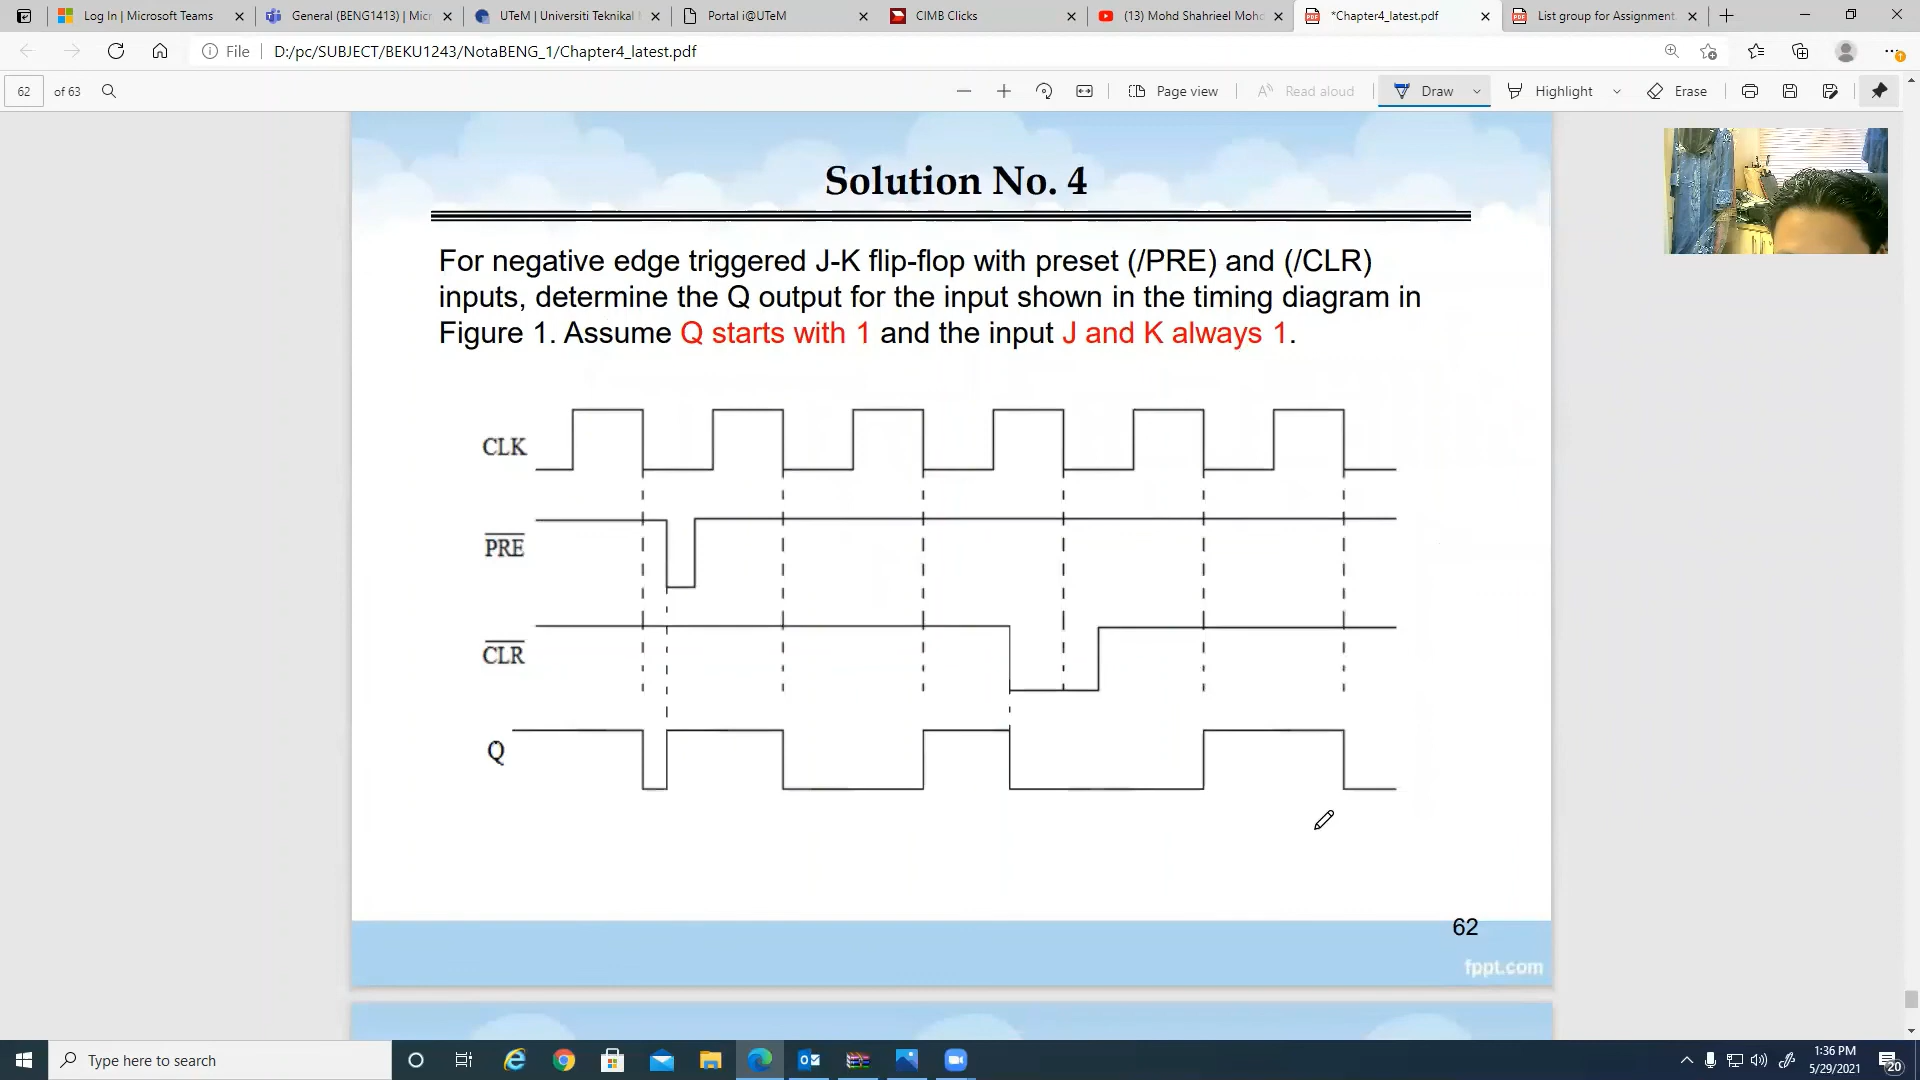 Log In | Microsoft Teams
General (BENG1413) | Micr
UTeM | Universiti Teknikal
Portal i@UTeM
CIMB Clicks
(13) Mohd Shahrieel Mohd
*Chapter4_latest.pdf
List group for Assignment.
File D:/pc/SUBJECT/BEKU1243/NotaBENG_1/Chapter4_latest.pdf
62 of 63 Page view Read aloud Draw Highlight Erase
Solution No. 4
For negative edge triggered J-K flip-flop with preset (/PRE) and (/CLR)
inputs, determine the Q output for the input shown in the timing diagram in
Figure 1. Assume Q starts with 1 and the input J and K always 1.
CLK
PRE
CLR
Q
62
fppt.com
Type here to search
1:36 PM
5/29/2021
20